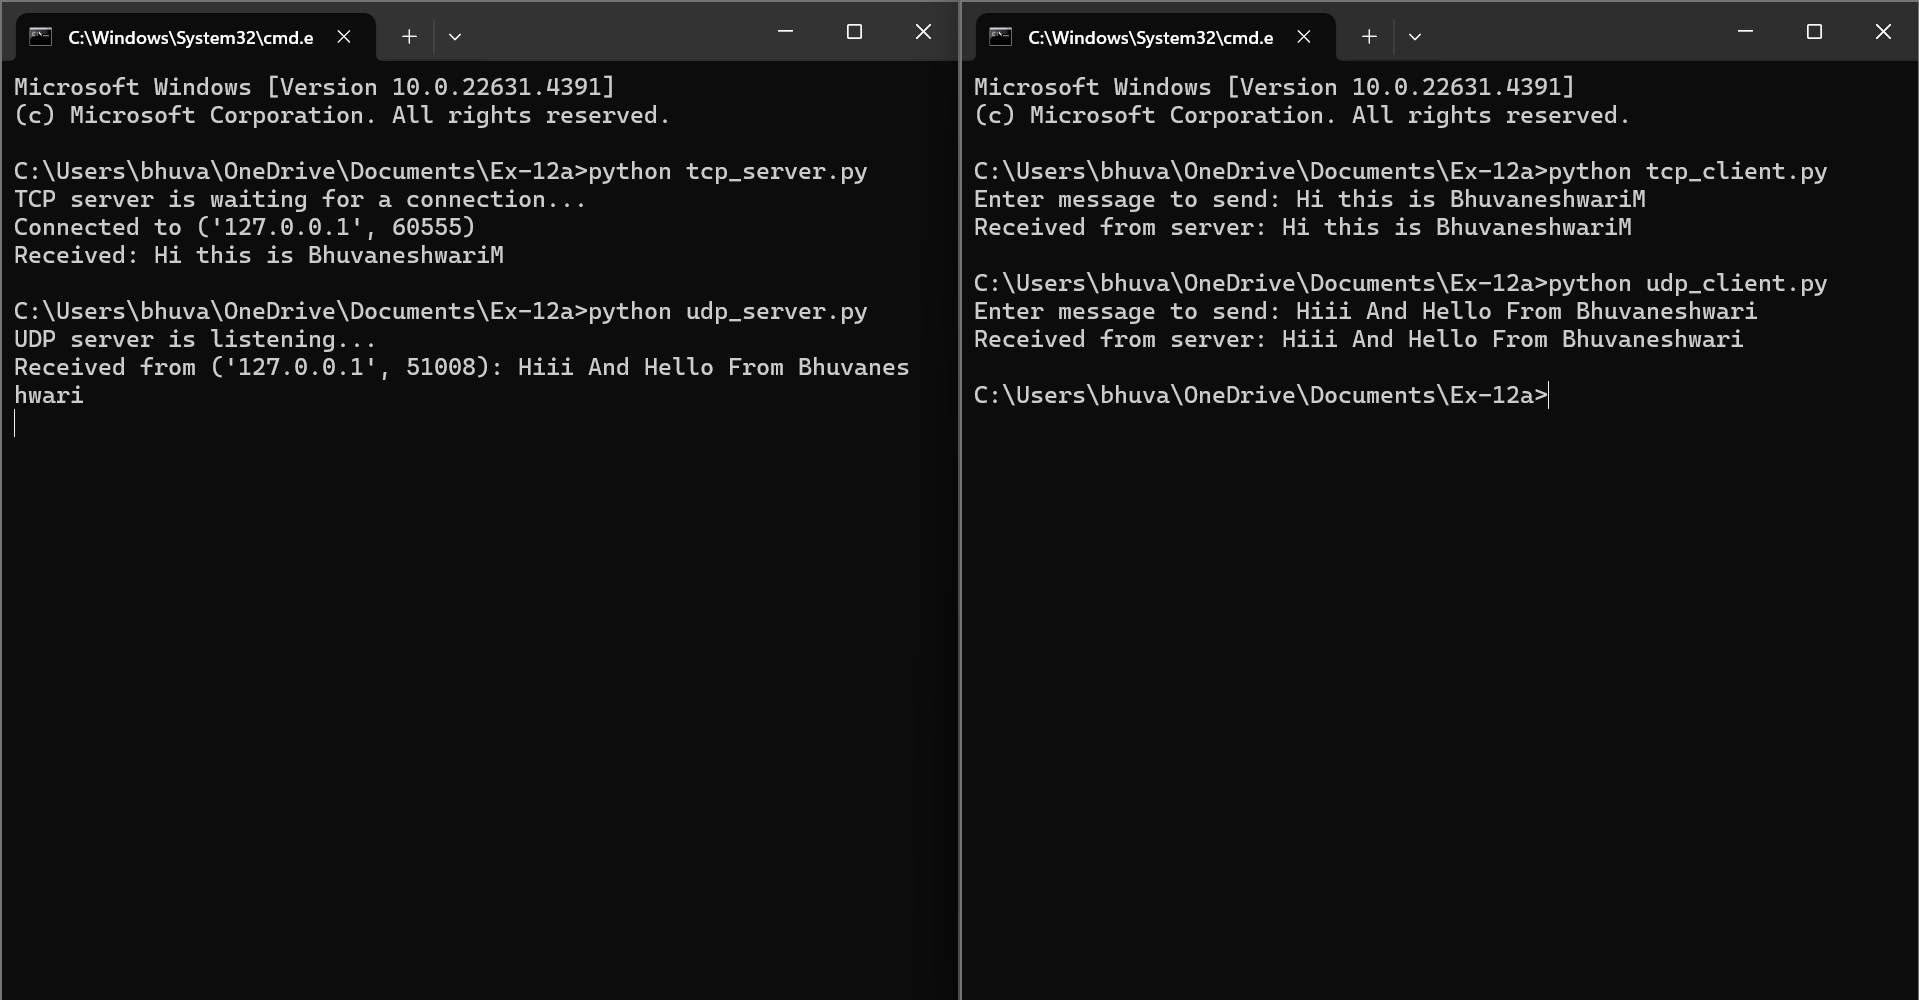 C:\Windows\System32\cmd.e
Microsoft Windows [Version 10.0.22631.4391]
(c) Microsoft Corporation. All rights reserved.
C:\Users\bhuva\OneDrive\Documents\Ex-12a>python tcp_server.py
TCP server is waiting for a connection...
Connected to ('127.0.0.1', 60555)
Received: Hi this is BhuvaneshwariM
C:\Users\bhuva\OneDrive\Documents\Ex-12a>python udp_server.py
UDP server is listening...
Received from ('127.0.0.1', 51008): Hiii And Hello From Bhuvanes
hwari
C:\Windows\System32\cmd.e
Microsoft Windows [Version 10.0.22631.4391]
(c) Microsoft Corporation. All rights reserved.
C:\Users\bhuva\OneDrive\Documents\Ex-12a>python tcp_client.py
Enter message to send: Hi this is BhuvaneshwariM
Received from server: Hi this is BhuvaneshwariM
C:\Users\bhuva\OneDrive\Documents\Ex-12a>python udp_client.py
Enter message to send: Hiii And Hello From Bhuvaneshwari
Received from server: Hiii And Hello From Bhuvaneshwari
C:\Users\bhuva\OneDrive\Documents\Ex-12a>